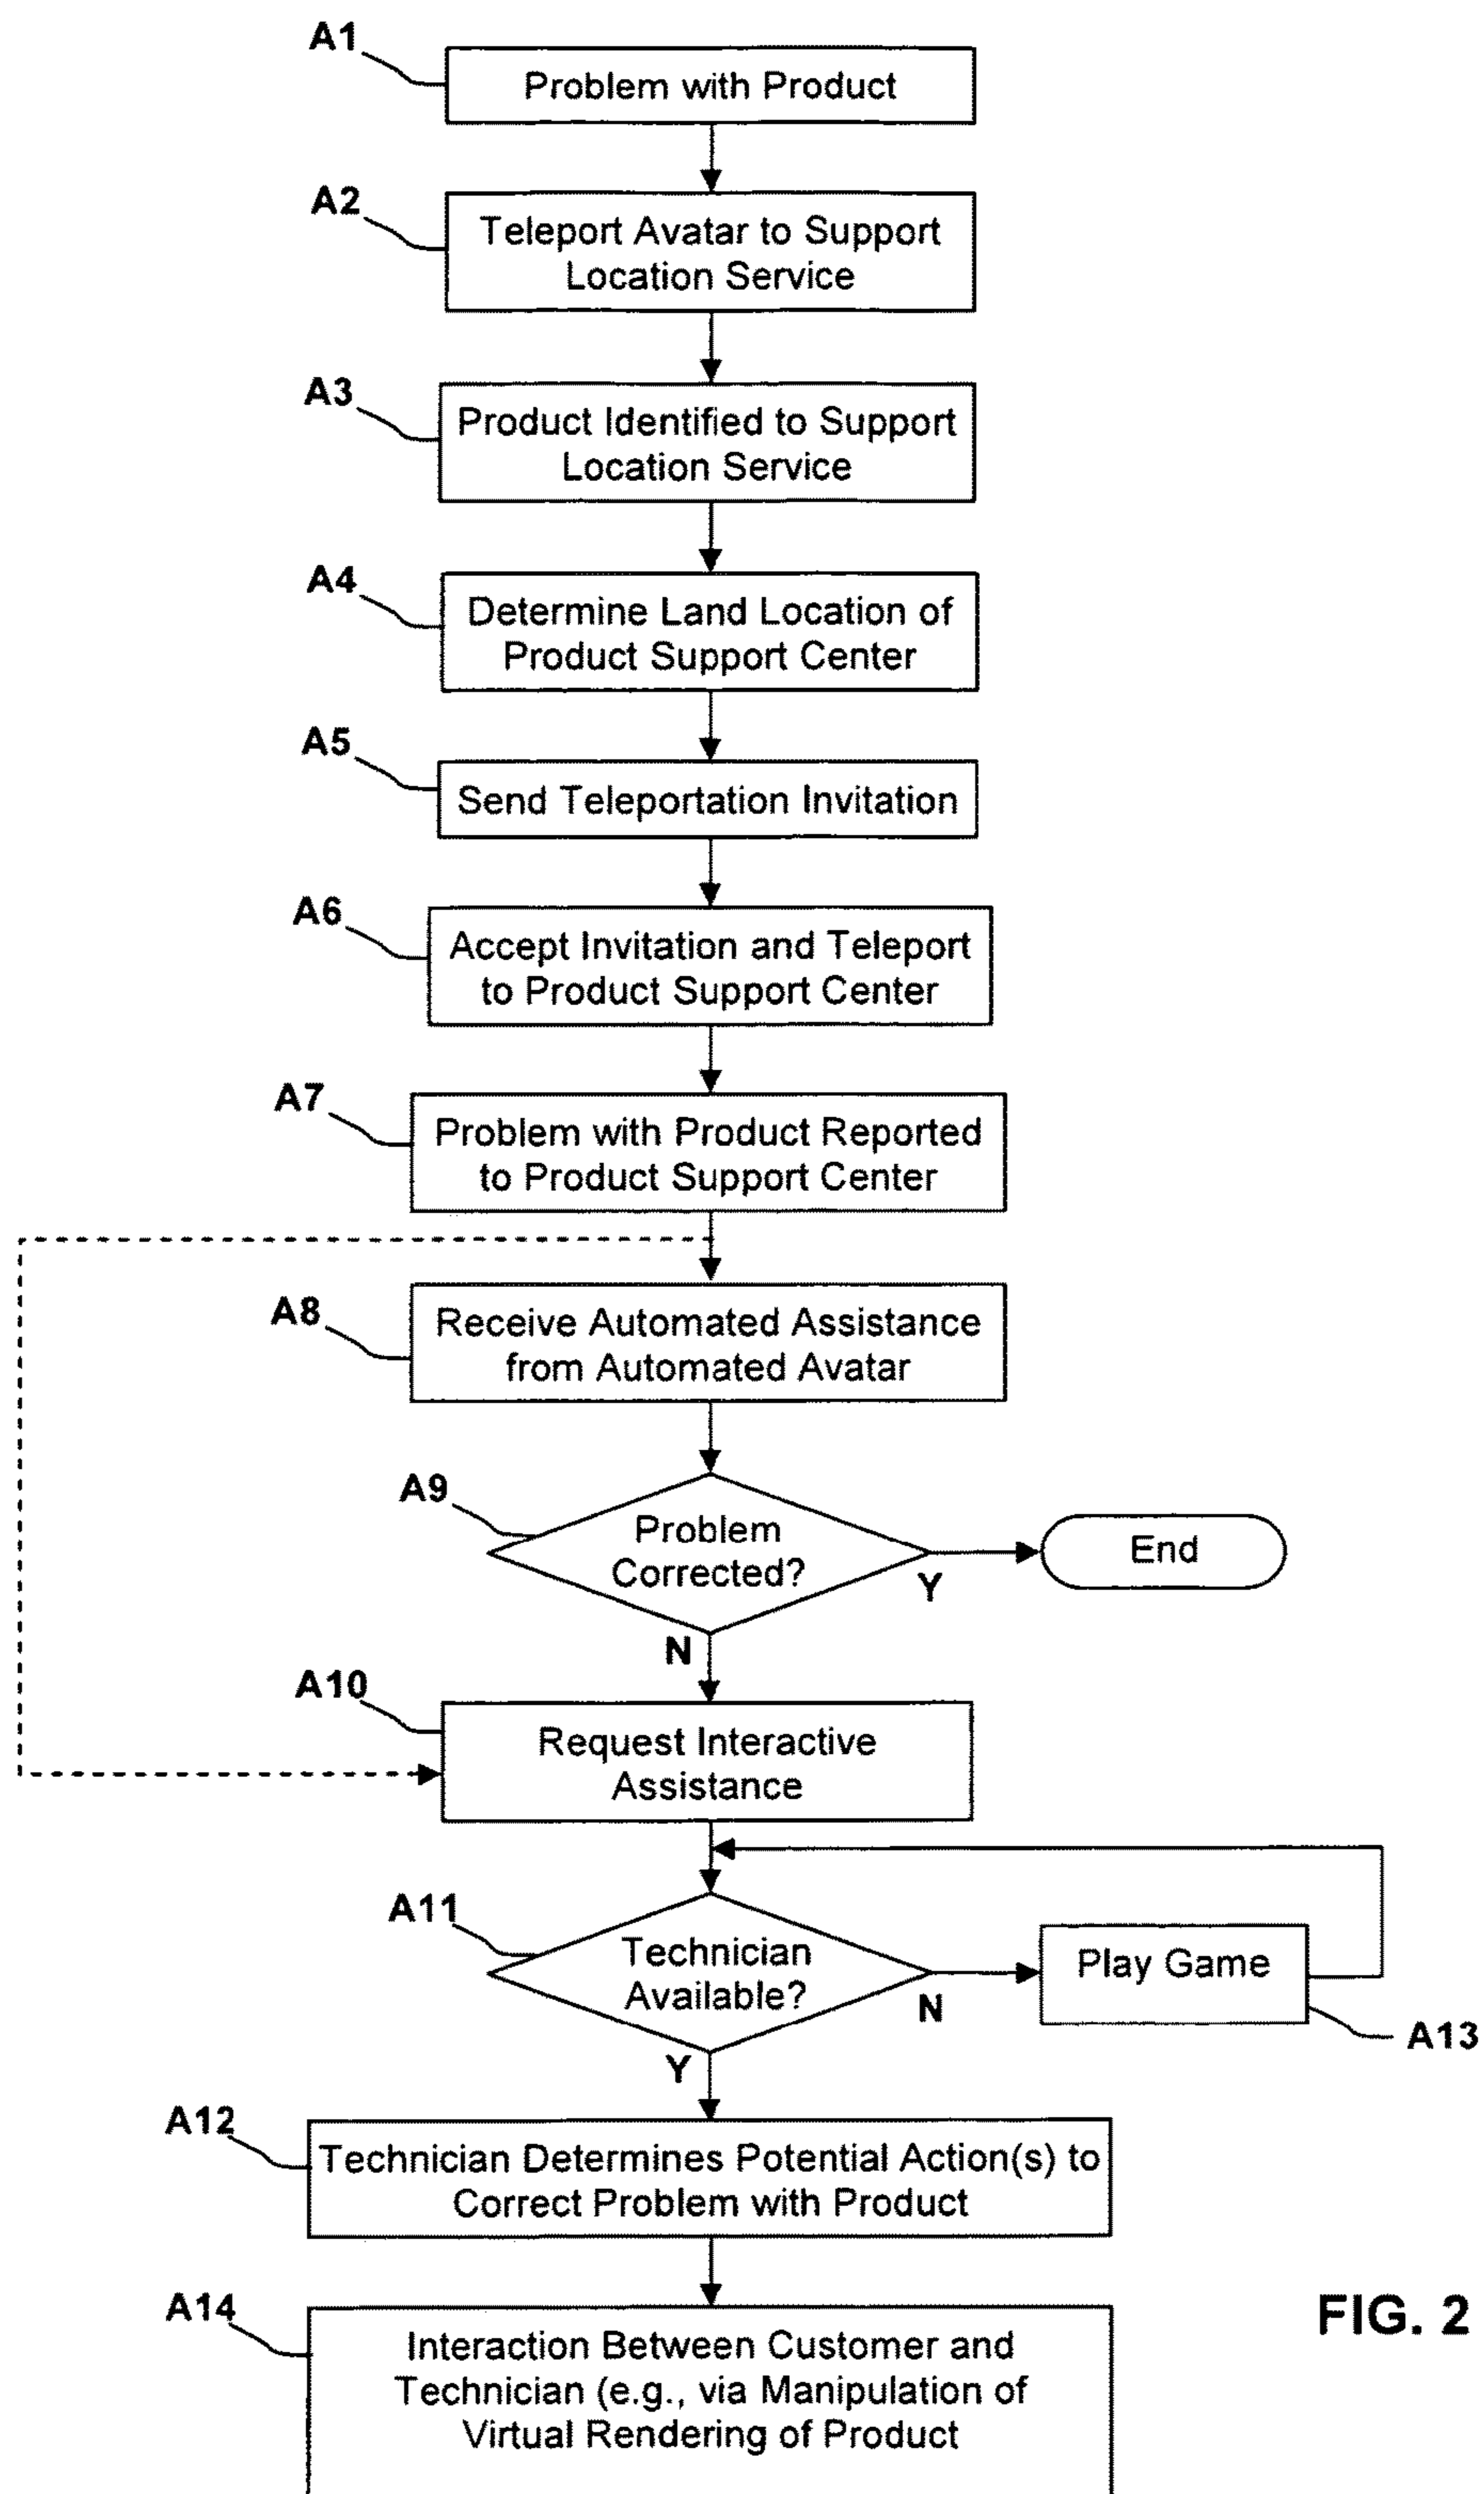 A1
Problem with Product
A2
Teleport Avatar to Support
Location Service
A3
Product Identified to Support
Location Service
A4
Determine Land Location of
Product Support Center
A5
Send Teleportation Invitation
A6
Accept Invitation and Teleport
to Product Support Center
A7
Problem with Product Reported
to Product Support Center
A8
Receive Automated Assistance
from Automated Avatar
A9
Problem
Corrected?
Y
End
N
A10
Request Interactive
Assistance
A11
Technician
Available?
N
Play Game
A13
Y
A12
Technician Determines Potential Action(s) to
Correct Problem with Product
A14
Interaction Between Customer and
Technician (e.g., via Manipulation of
Virtual Rendering of Product
FIG. 2